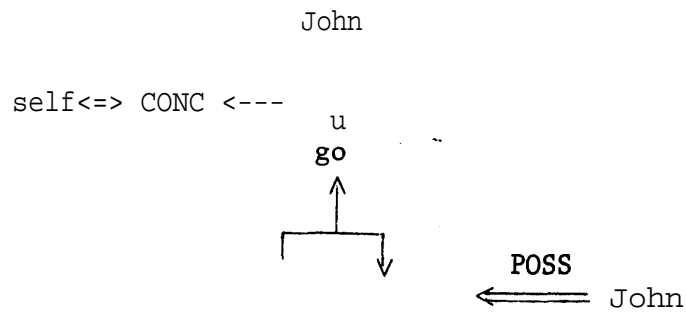 John
self<=> CONC <---
u
go
POSS
John